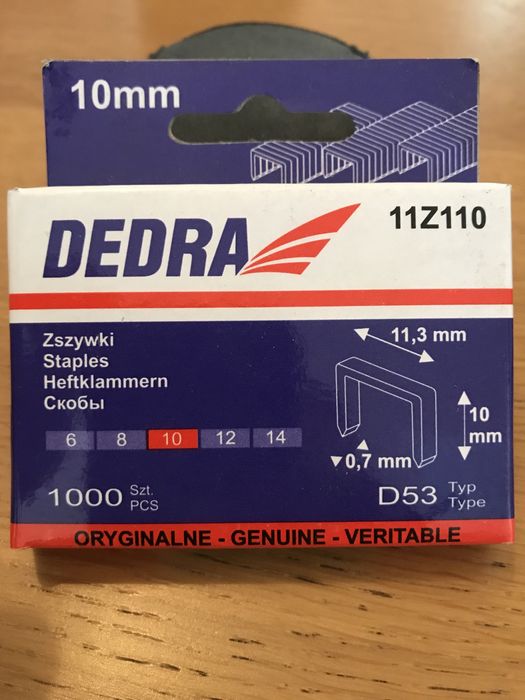 10mm
DEDRA
11Z110
Zszywki
Staples
Heftklammern
Скобы
11,3 mm
10 mm
0,7 mm
6 8 10 12 14
1000 Szt. PCS
D53 Typ Type
ORYGINALNE - GENUINE - VERITABLE